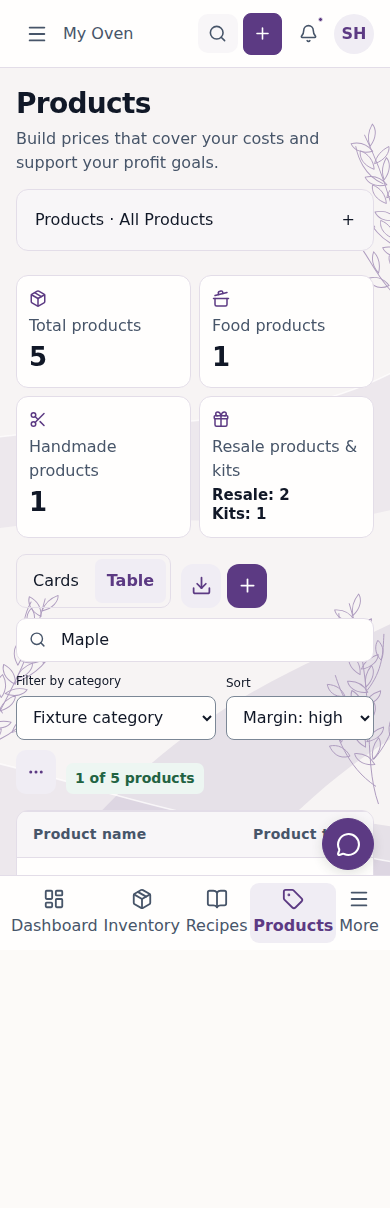 My Oven
SH
Products
Build prices that cover your costs and
support your profit goals.
Products · All Products
+
Total products
5
Food products
1
Handmade
products
1
Resale products &
kits
Resale: 2
Kits: 1
Cards
Table
Maple
Filter by category
Sort
Fixture category
Margin: high
1 of 5 products
Product name
Product
Dashboard
Inventory
Recipes
Products
More